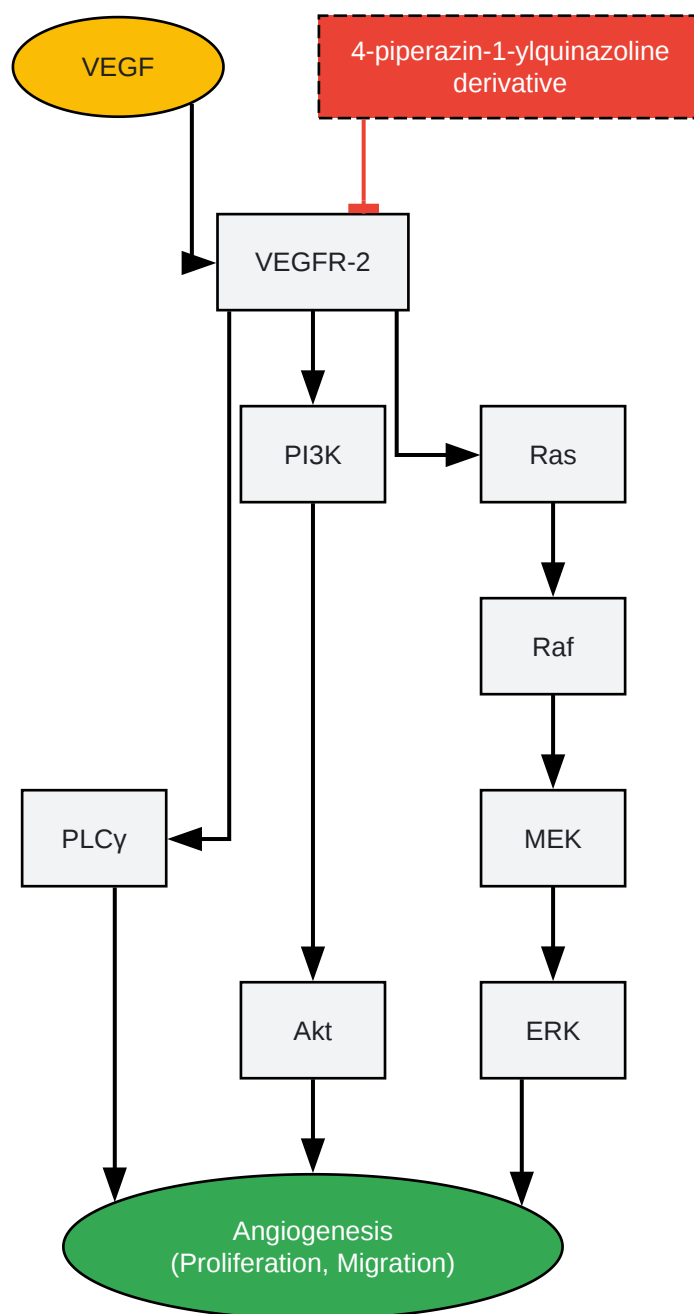 VEGF
4-piperazin-1-ylquinazoline
derivative
VEGFR-2
PI3K
Ras
Raf
PLCγ
MEK
Akt
ERK
Angiogenesis
(Proliferation, Migration)